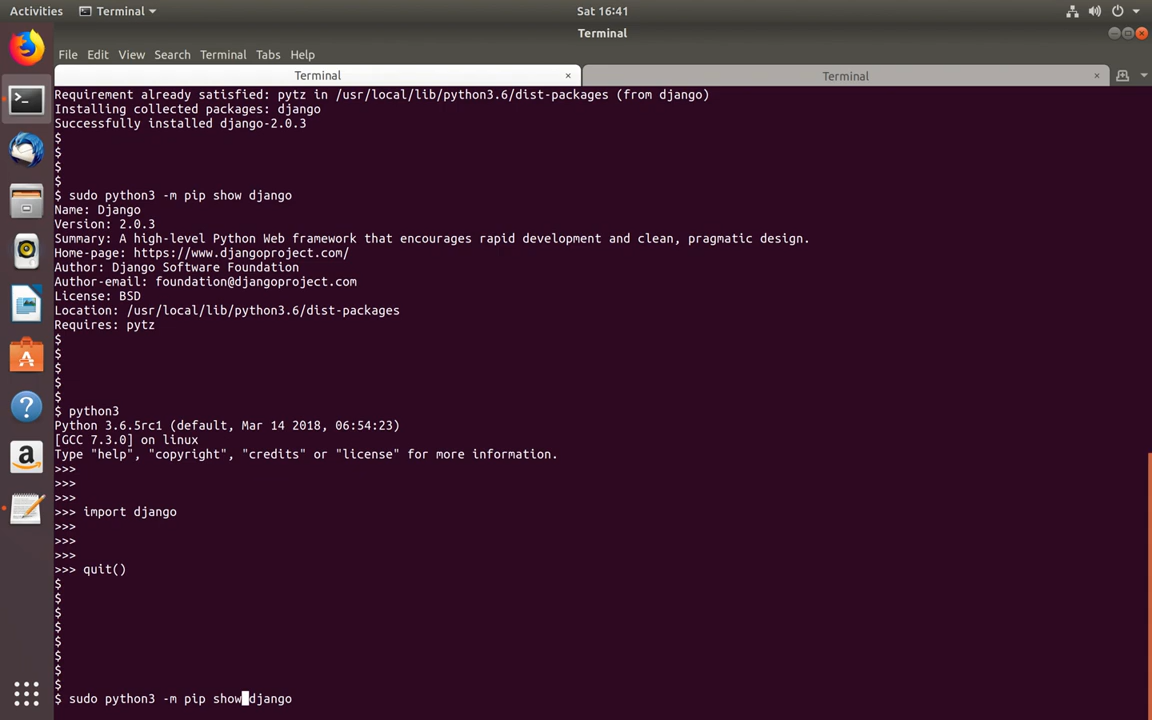 Activities Terminal Sat 16:41
Terminal
File Edit View Search Terminal Tabs Help
Terminal × Terminal ×
Requirement already satisfied: pytz in /usr/local/lib/python3.6/dist-packages (from django)
Installing collected packages: django
Successfully installed django-2.0.3
$
$
$
$
$ sudo python3 -m pip show django
Name: Django
Version: 2.0.3
Summary: A high-level Python Web framework that encourages rapid development and clean, pragmatic design.
Home-page: https://www.djangoproject.com/
Author: Django Software Foundation
Author-email: foundation@djangoproject.com
License: BSD
Location: /usr/local/lib/python3.6/dist-packages
Requires: pytz
$
$
$
$
$
$ python3
Python 3.6.5rc1 (default, Mar 14 2018, 06:54:23)
[GCC 7.3.0] on linux
Type "help", "copyright", "credits" or "license" for more information.
>>>
>>>
>>>
>>> import django
>>>
>>>
>>>
>>> quit()
$
$
$
$
$
$
$
$
$ sudo python3 -m pip show django